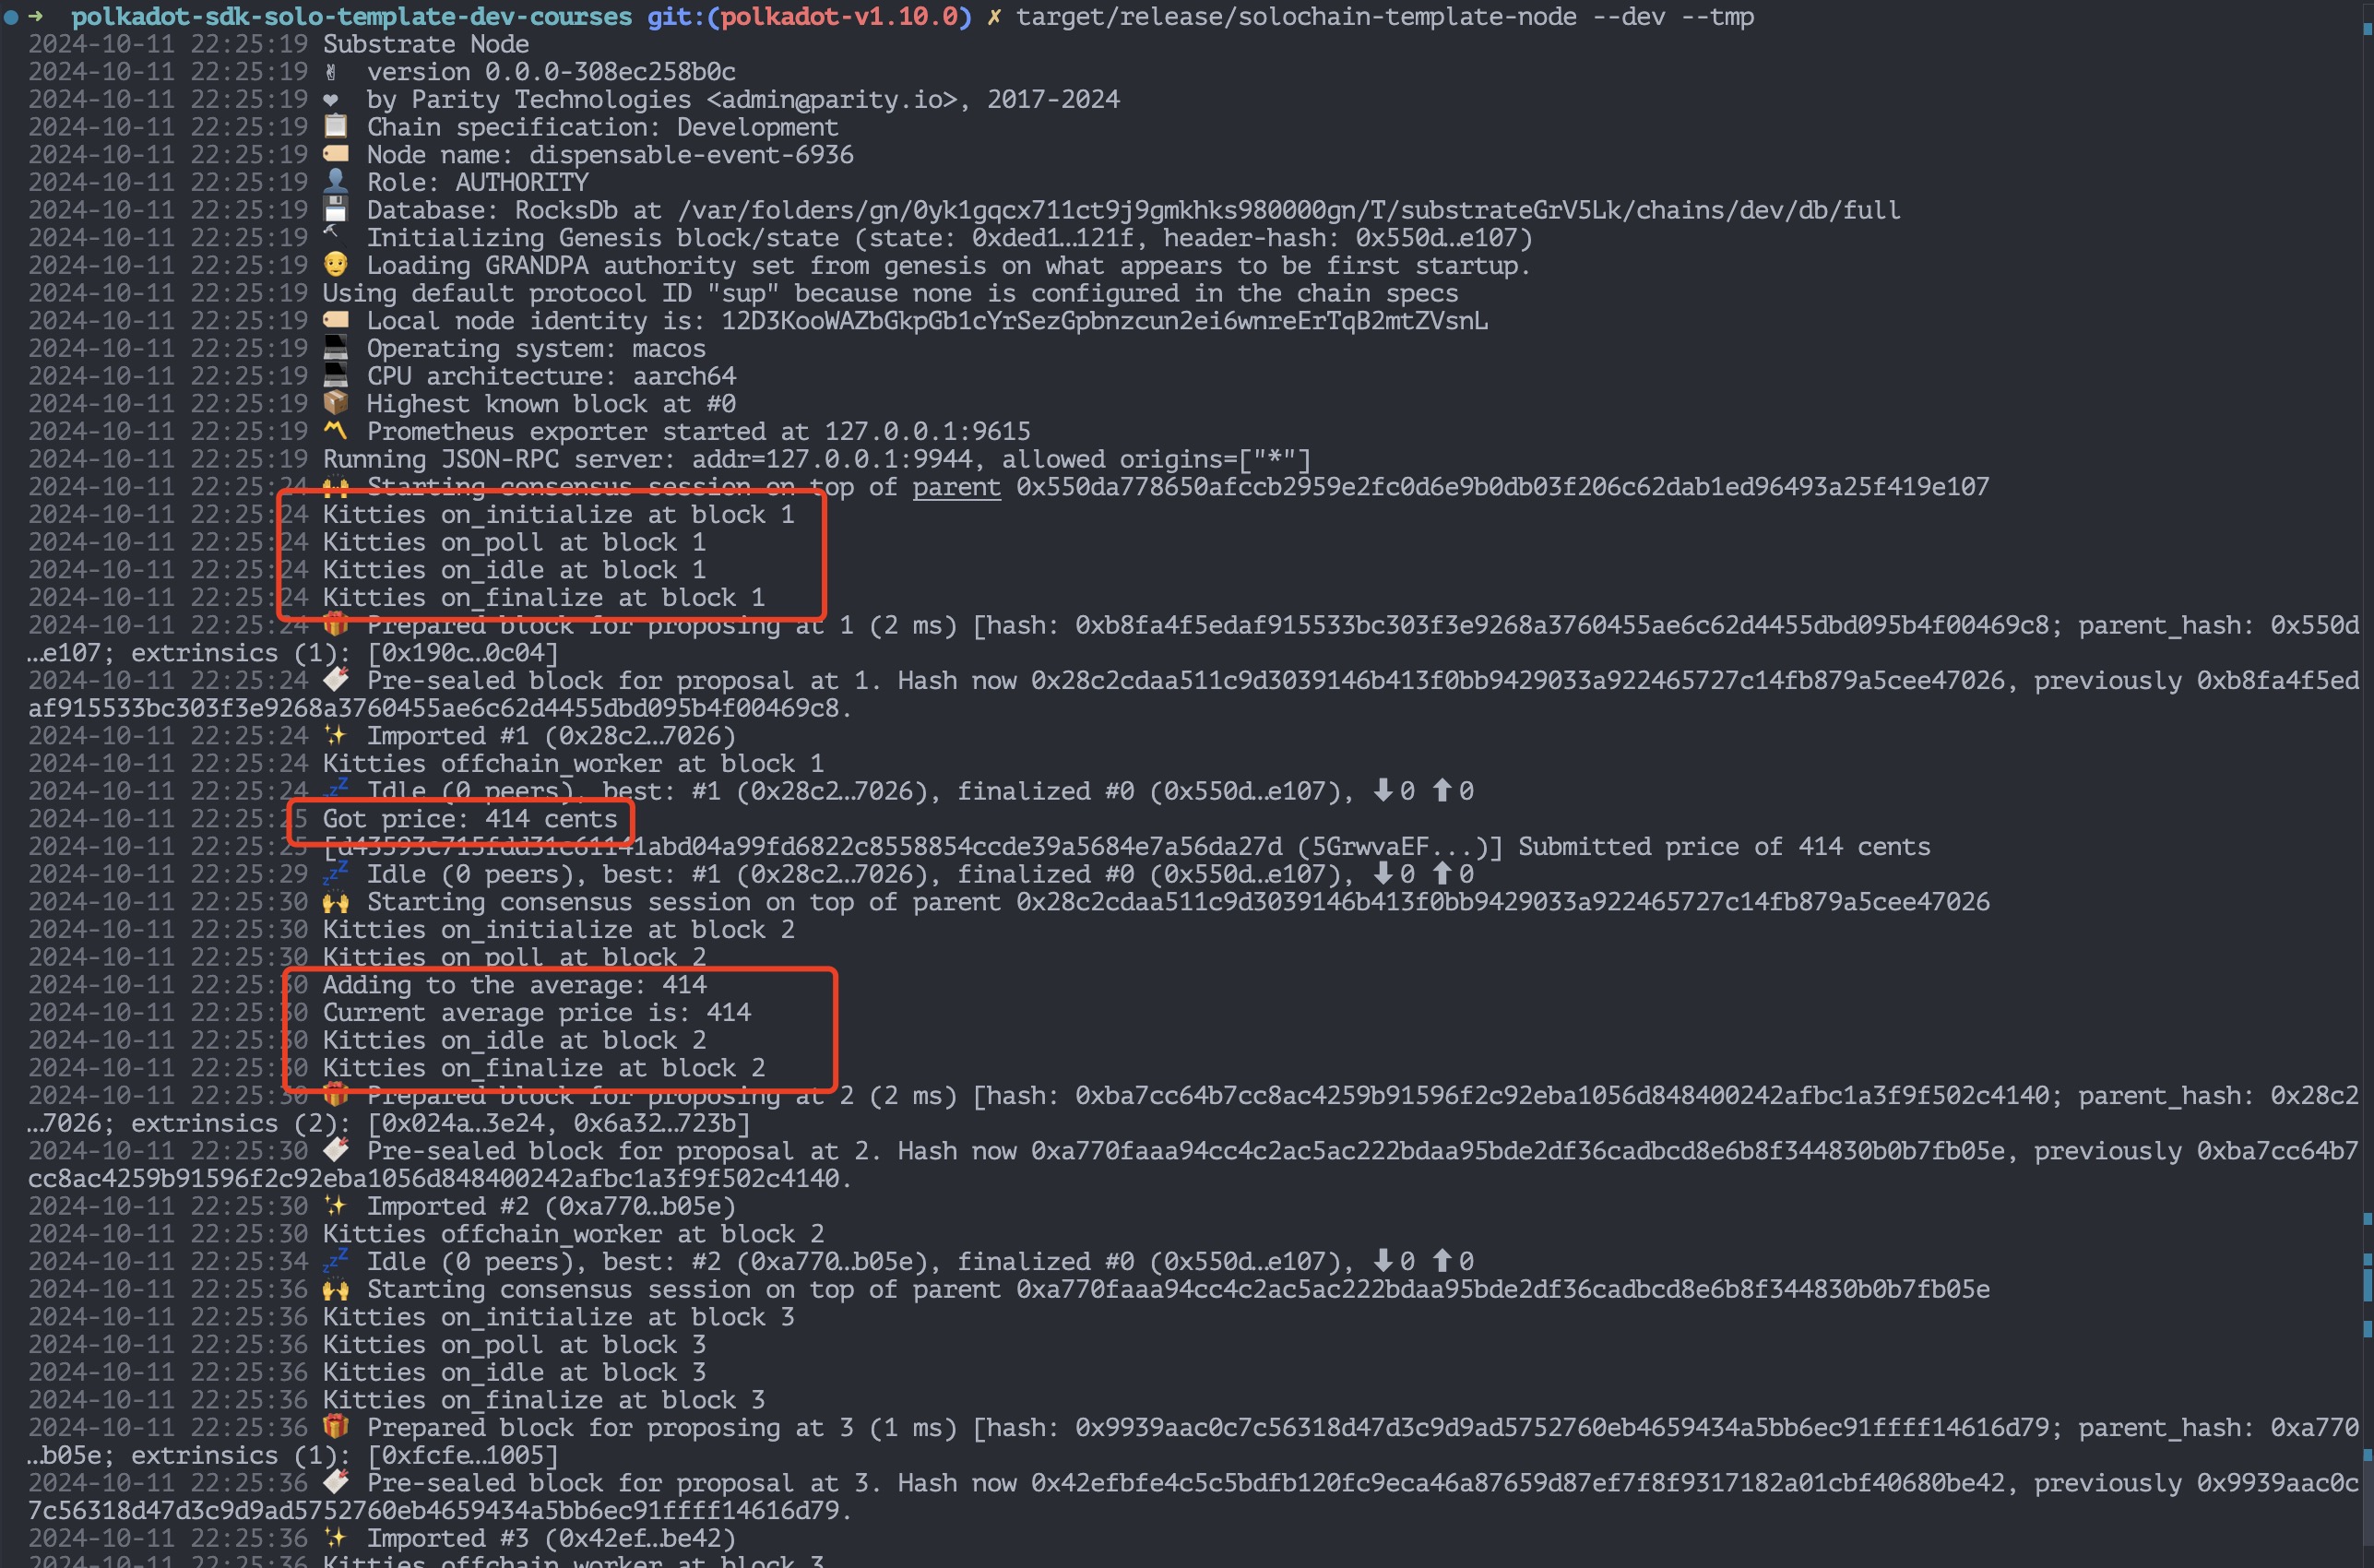 ➜ polkadot-sdk-solo-template-dev-courses git:(polkadot-v1.10.0) ✗ target/release/solochain-template-node --dev --tmp
2024-10-11 22:25:19 Substrate Node
2024-10-11 22:25:19 ✌️ version 0.0.0-308ec258b0c
2024-10-11 22:25:19 ❤️ by Parity Technologies <admin@parity.io>, 2017-2024
2024-10-11 22:25:19 📋 Chain specification: Development
2024-10-11 22:25:19 🏷 Node name: dispensable-event-6936
2024-10-11 22:25:19 👤 Role: AUTHORITY
2024-10-11 22:25:19 💾 Database: RocksDb at /var/folders/gn/0yk1gqcx711ct9j9gmkhks980000gn/T/substrateGrV5Lk/chains/dev/db/full
2024-10-11 22:25:19 🔨 Initializing Genesis block/state (state: 0xded1…121f, header-hash: 0x550d…e107)
2024-10-11 22:25:19 👴 Loading GRANDPA authority set from genesis on what appears to be first startup.
2024-10-11 22:25:19 Using default protocol ID "sup" because none is configured in the chain specs
2024-10-11 22:25:19 🏷 Local node identity is: 12D3KooWAZbGkpGb1cYrSezGpbnzcun2ei6wnreErTqB2mtZVsnL
2024-10-11 22:25:19 💻 Operating system: macos
2024-10-11 22:25:19 💻 CPU architecture: aarch64
2024-10-11 22:25:19 📦 Highest known block at #0
2024-10-11 22:25:19 〽️ Prometheus exporter started at 127.0.0.1:9615
2024-10-11 22:25:19 Running JSON-RPC server: addr=127.0.0.1:9944, allowed origins=["*"]
2024-10-11 22:25:24 🙌 Starting consensus session on top of parent 0x550da778650afccb2959e2fc0d6e9b0db03f206c62dab1ed96493a25f419e107
2024-10-11 22:25:24 Kitties on_initialize at block 1
2024-10-11 22:25:24 Kitties on_poll at block 1
2024-10-11 22:25:24 Kitties on_idle at block 1
2024-10-11 22:25:24 Kitties on_finalize at block 1
2024-10-11 22:25:24 🎁 Prepared block for proposing at 1 (2 ms) [hash: 0xb8fa4f5edaf915533bc303f3e9268a3760455ae6c62d4455dbd095b4f00469c8; parent_hash: 0x550d
…e107; extrinsics (1): [0x190c…0c04]
2024-10-11 22:25:24 🔖 Pre-sealed block for proposal at 1. Hash now 0x28c2cdaa511c9d3039146b413f0bb9429033a922465727c14fb879a5cee47026, previously 0xb8fa4f5ed
af915533bc303f3e9268a3760455ae6c62d4455dbd095b4f00469c8.
2024-10-11 22:25:24 ✨ Imported #1 (0x28c2…7026)
2024-10-11 22:25:24 Kitties offchain_worker at block 1
2024-10-11 22:25:24 💤 Idle (0 peers), best: #1 (0x28c2…7026), finalized #0 (0x550d…e107), ⬇ 0 ⬆ 0
2024-10-11 22:25:25 Got price: 414 cents
2024-10-11 22:25:25 [d43593c715fdd31c61141abd04a99fd6822c8558854ccde39a5684e7a56da27d (5GrwvaEF...)] Submitted price of 414 cents
2024-10-11 22:25:29 💤 Idle (0 peers), best: #1 (0x28c2…7026), finalized #0 (0x550d…e107), ⬇ 0 ⬆ 0
2024-10-11 22:25:30 🙌 Starting consensus session on top of parent 0x28c2cdaa511c9d3039146b413f0bb9429033a922465727c14fb879a5cee47026
2024-10-11 22:25:30 Kitties on_initialize at block 2
2024-10-11 22:25:30 Kitties on_poll at block 2
2024-10-11 22:25:30 Adding to the average: 414
2024-10-11 22:25:30 Current average price is: 414
2024-10-11 22:25:30 Kitties on_idle at block 2
2024-10-11 22:25:30 Kitties on_finalize at block 2
2024-10-11 22:25:30 🎁 Prepared block for proposing at 2 (2 ms) [hash: 0xba7cc64b7cc8ac4259b91596f2c92eba1056d848400242afbc1a3f9f502c4140; parent_hash: 0x28c2
…7026; extrinsics (2): [0x024a…3e24, 0x6a32…723b]
2024-10-11 22:25:30 🔖 Pre-sealed block for proposal at 2. Hash now 0xa770faaa94cc4c2ac5ac222bdaa95bde2df36cadbcd8e6b8f344830b0b7fb05e, previously 0xba7cc64b7
cc8ac4259b91596f2c92eba1056d848400242afbc1a3f9f502c4140.
2024-10-11 22:25:30 ✨ Imported #2 (0xa770…b05e)
2024-10-11 22:25:30 Kitties offchain_worker at block 2
2024-10-11 22:25:34 💤 Idle (0 peers), best: #2 (0xa770…b05e), finalized #0 (0x550d…e107), ⬇ 0 ⬆ 0
2024-10-11 22:25:36 🙌 Starting consensus session on top of parent 0xa770faaa94cc4c2ac5ac222bdaa95bde2df36cadbcd8e6b8f344830b0b7fb05e
2024-10-11 22:25:36 Kitties on_initialize at block 3
2024-10-11 22:25:36 Kitties on_poll at block 3
2024-10-11 22:25:36 Kitties on_idle at block 3
2024-10-11 22:25:36 Kitties on_finalize at block 3
2024-10-11 22:25:36 🎁 Prepared block for proposing at 3 (1 ms) [hash: 0x9939aac0c7c56318d47d3c9d9ad5752760eb4659434a5bb6ec91ffff14616d79; parent_hash: 0xa770
…b05e; extrinsics (1): [0xfcfe…1005]
2024-10-11 22:25:36 🔖 Pre-sealed block for proposal at 3. Hash now 0x42efbfe4c5c5bdfb120fc9eca46a87659d87ef7f8f9317182a01cbf40680be42, previously 0x9939aac0c
7c56318d47d3c9d9ad5752760eb4659434a5bb6ec91ffff14616d79.
2024-10-11 22:25:36 ✨ Imported #3 (0x42ef…be42)
2024-10-11 22:25:36 Kitties offchain_worker at block 3